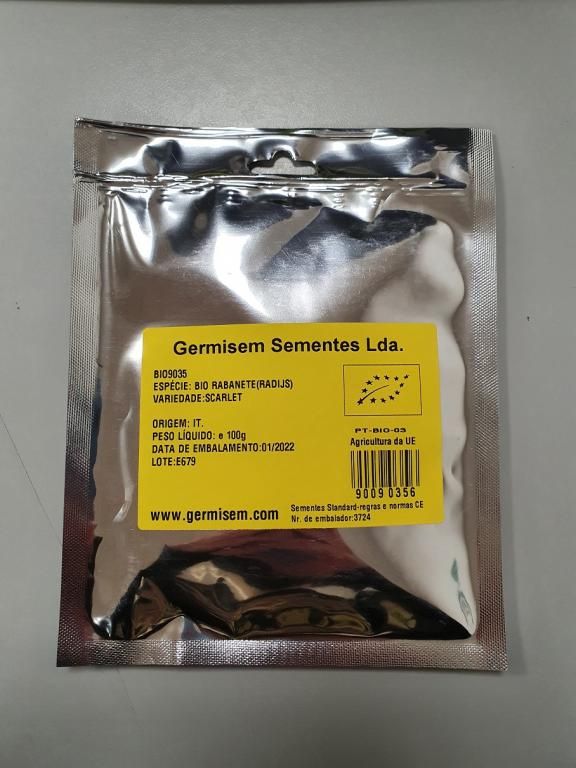 Germisem Sementes Lda.
BIO9035
ESPÉCIE: BIO RABANETE(RADIJS)
VARIEDADE:SCARLET
ORIGEM: IT.
PESO LÍQUIDO: e 100g
DATA DE EMBALAMENTO:01/2022
LOTE:E679
www.germisem.com
PT-BIO-03
Agricultura da UE
9009 0356
Sementes Standard-regras e normas CE
Nr. de embalador:3724